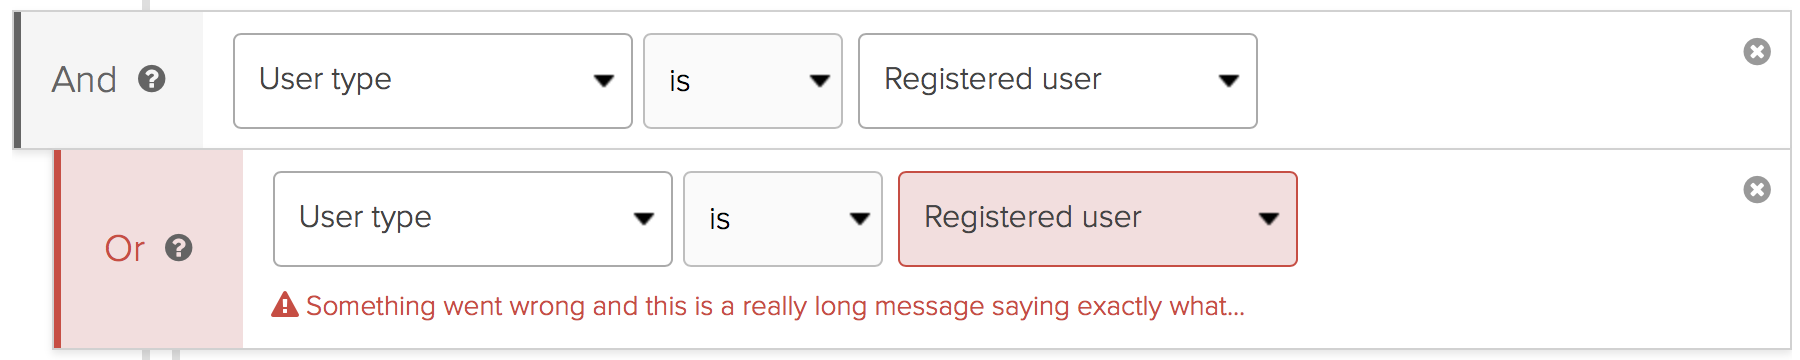 And ? User type is Registered user
Or ? User type is Registered user
Something went wrong and this is a really long message saying exactly what...